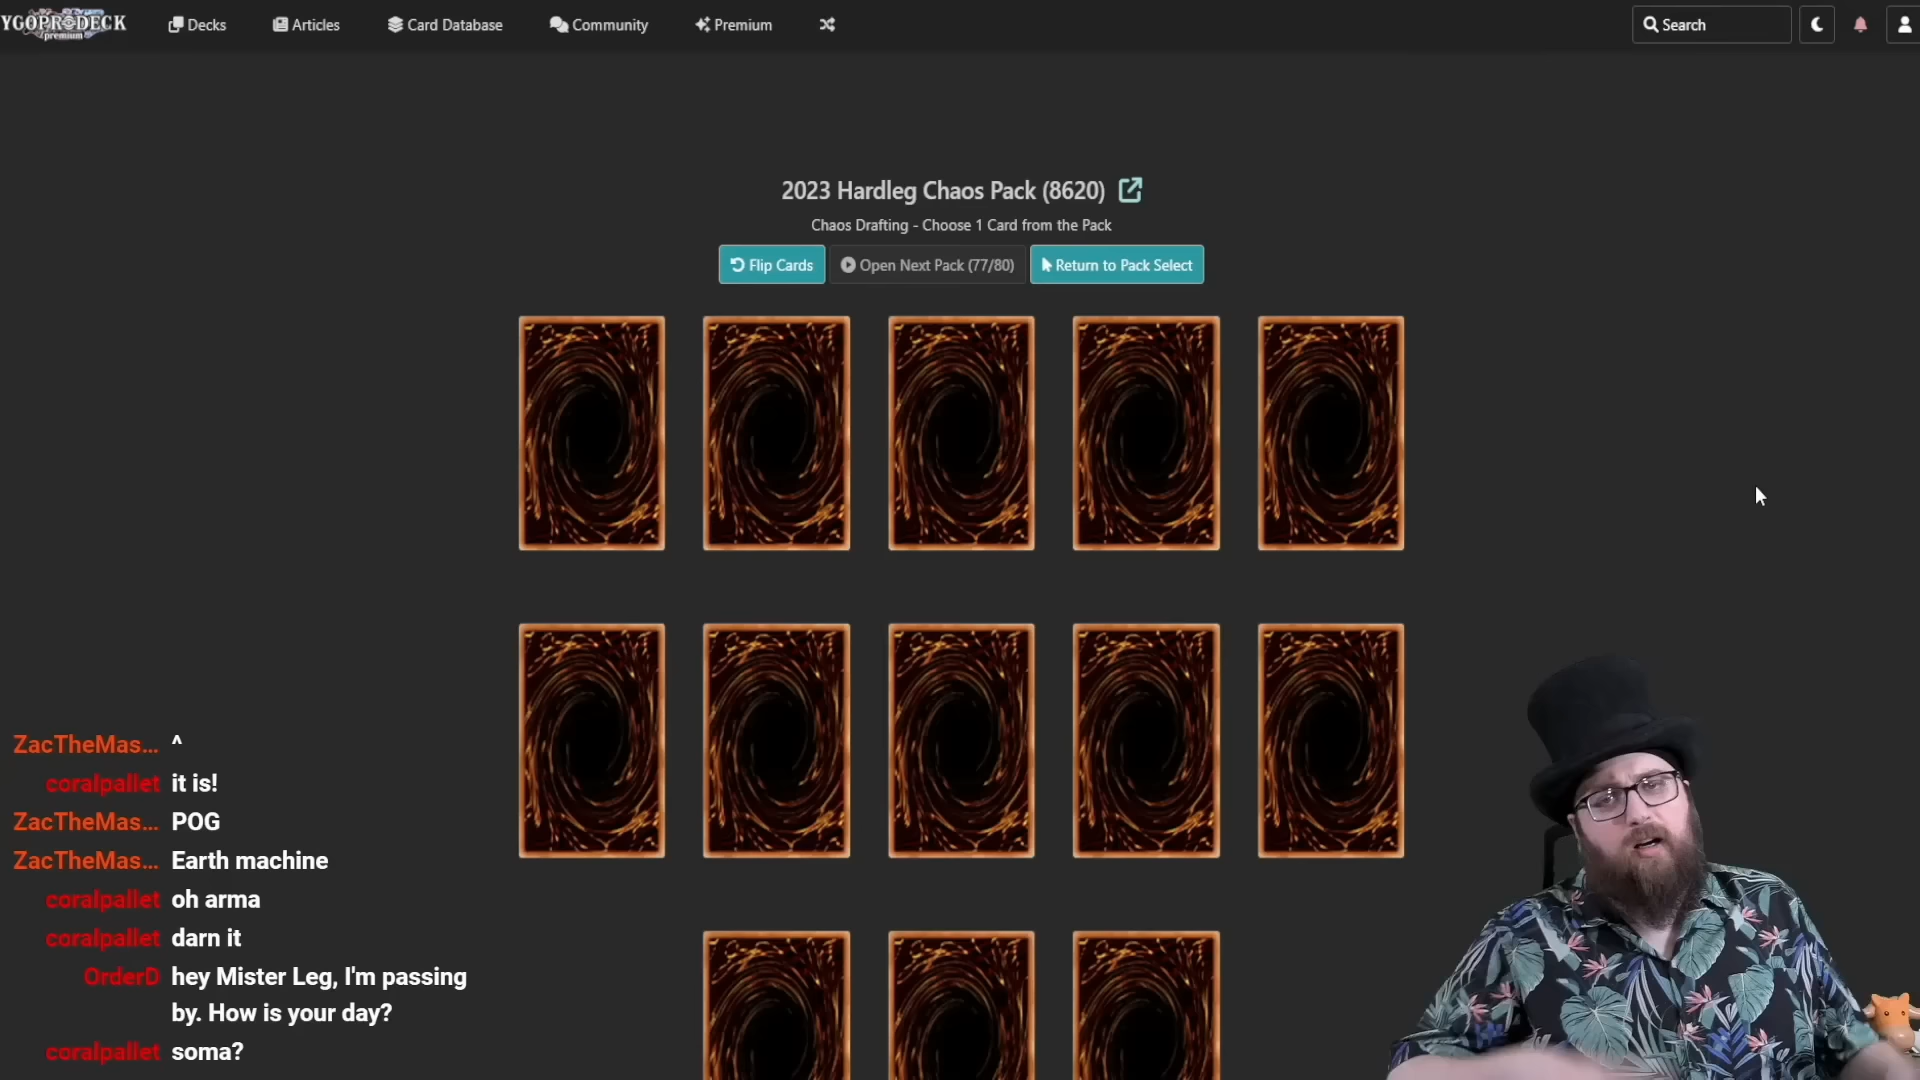 YGOPRODECK
premium
Decks
Articles
Card Database
Community
Premium
Search
2023 Hardleg Chaos Pack (8620)
Chaos Drafting - Choose 1 Card from the Pack
Flip Cards
Open Next Pack (77/80)
Return to Pack Select
ZacTheMas... ^
coralpallet it is!
ZacTheMas... POG
ZacTheMas... Earth machine
coralpallet oh arma
coralpallet darn it
OrderD hey Mister Leg, I'm passing
by. How is your day?
coralpallet soma?